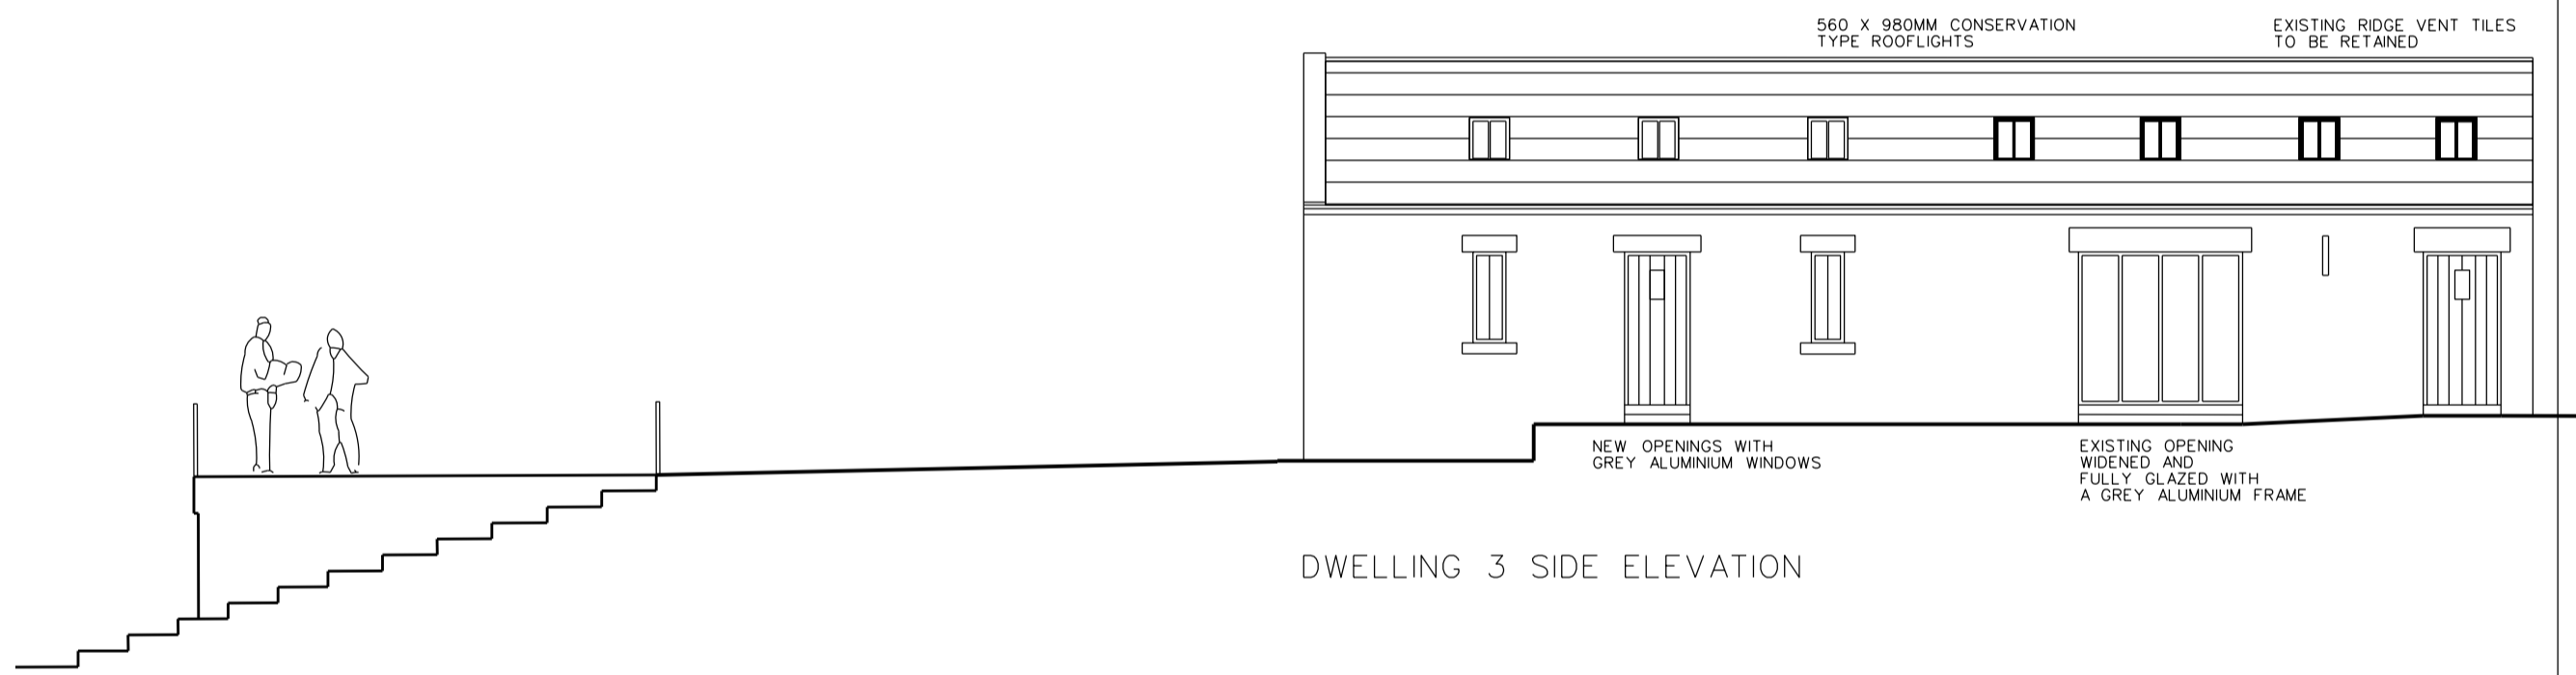 560 X 980MM CONSERVATION
TYPE ROOFLIGHTS
EXISTING RIDGE VENT TILES
TO BE RETAINED
NEW OPENINGS WITH
GREY ALUMINIUM WINDOWS
EXISTING OPENING
WIDENED AND
FULLY GLAZED WITH
A GREY ALUMINIUM FRAME
DWELLING 3 SIDE ELEVATION